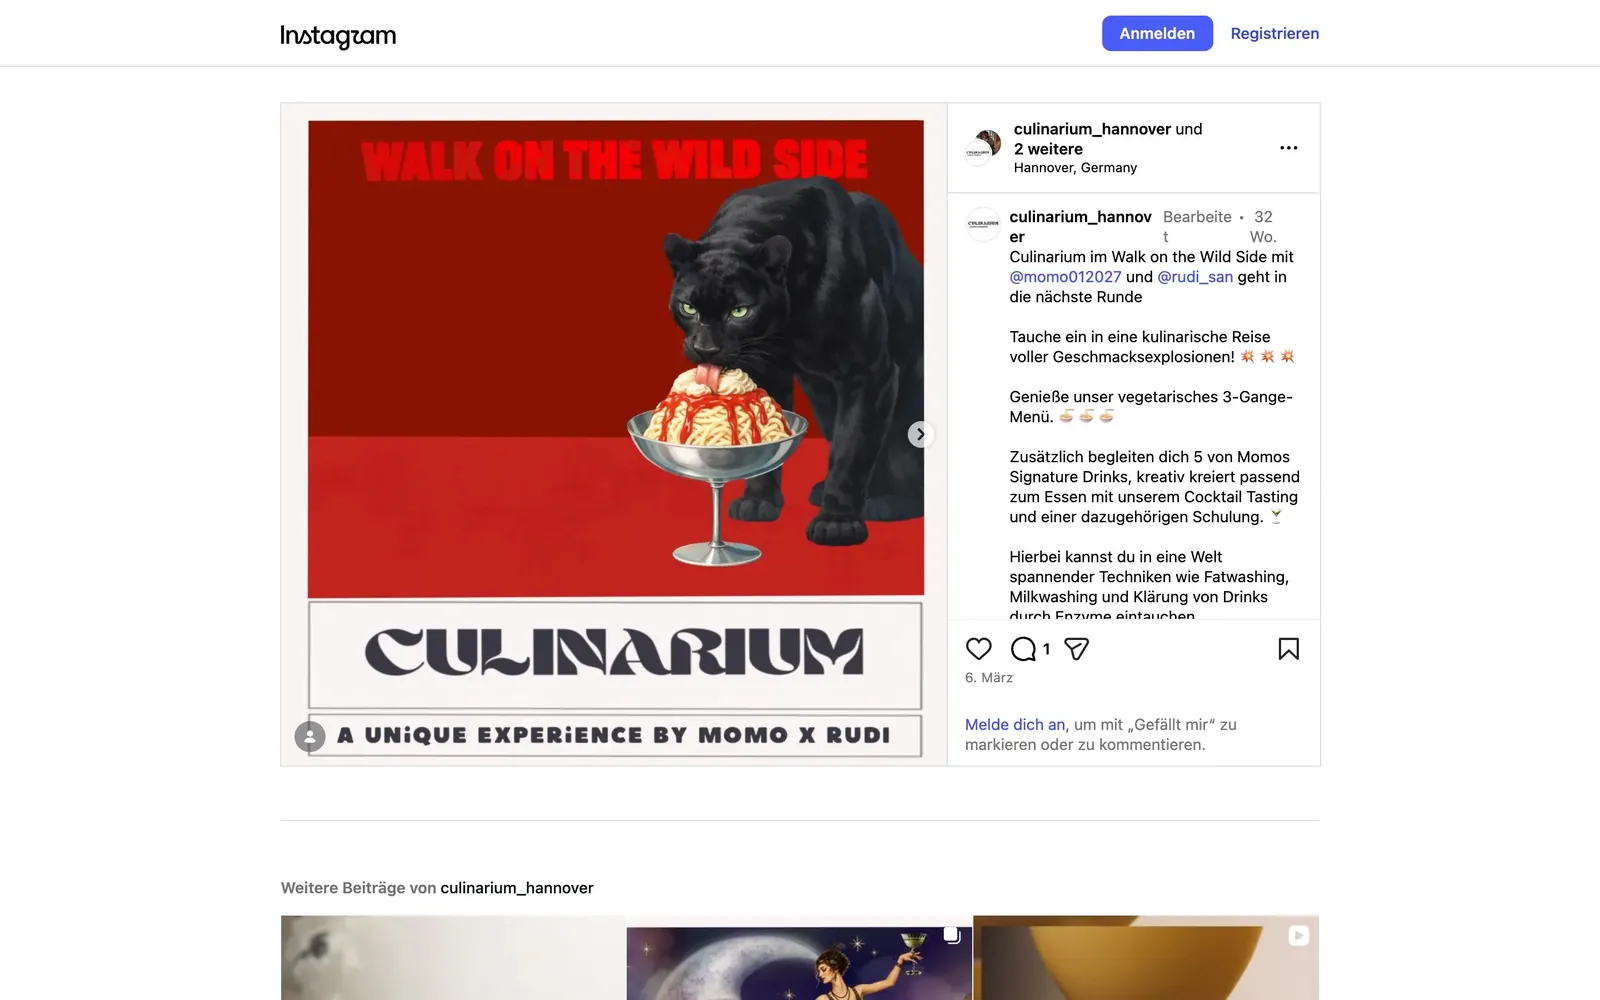 Instagram
Anmelden
Registrieren
WALK ON THE WILD SIDE
CULINARIUM
A UNiQUE EXPERiENCE BY MOMO X RUDI
culinarium_hannover und
2 weitere
Hannover, Germany
culinarium_hannov
er
Bearbeite
t
• 32
Wo.
Culinarium im Walk on the Wild Side mit
@momo012027 und @rudi_san geht in
die nächste Runde
Tauche ein in eine kulinarische Reise
voller Geschmacksexplosionen! 💥 💥 💥
Genieße unser vegetarisches 3-Gange-
Menü. 🍜 🍜 🍜
Zusätzlich begleiten dich 5 von Momos
Signature Drinks, kreativ kreiert passend
zum Essen mit unserem Cocktail Tasting
und einer dazugehörigen Schulung. 🍸
Hierbei kannst du in eine Welt
spannender Techniken wie Fatwashing,
Milkwashing und Klärung von Drinks
durch Enzyme eintauchen
1
6. März
Melde dich an, um mit „Gefällt mir“ zu
markieren oder zu kommentieren.
Weitere Beiträge von culinarium_hannover